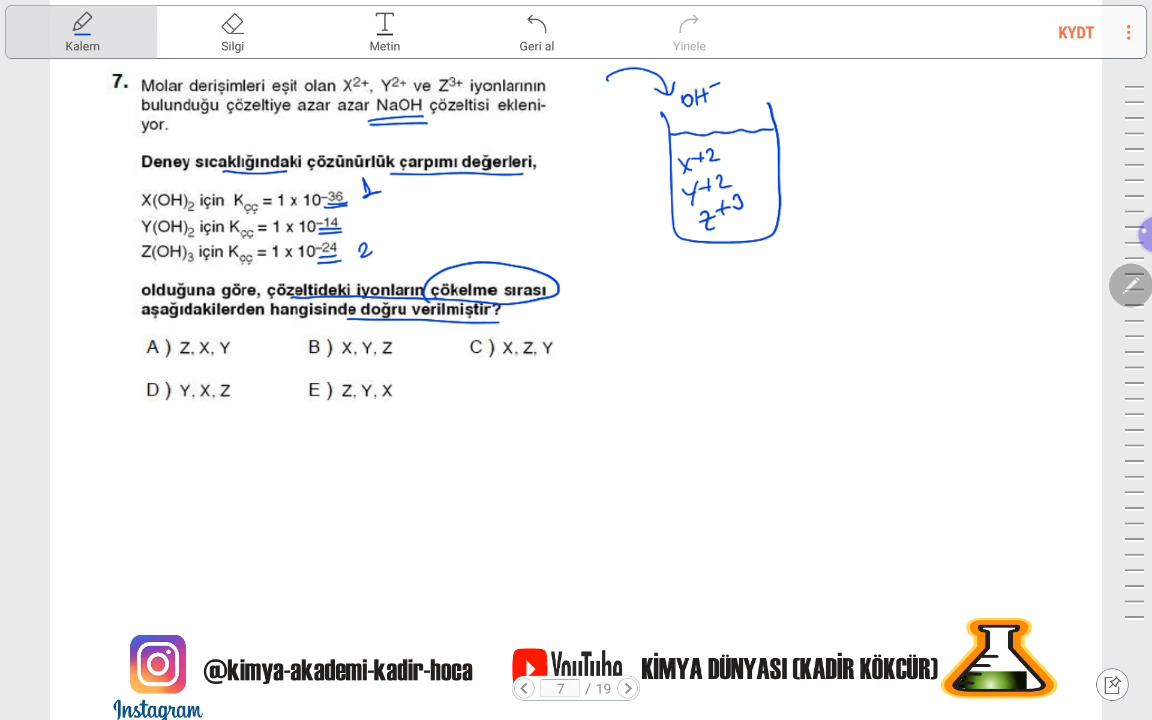 Kalem
Silgi
Metin
Geri al
Yinele
KYDT
7. Molar derişimleri eşit olan X²⁺, Y²⁺ ve Z³⁺ iyonlarının
bulunduğu çözeltiye azar azar NaOH çözeltisi ekleni-
yor.
Deney sıcaklığındaki çözünürlük çarpımı değerleri,
X(OH)₂ için Kçç = 1 x 10⁻³⁶ 1
Y(OH)₂ için Kçç = 1 x 10⁻¹⁴
Z(OH)₃ için Kçç = 1 x 10⁻²⁴ 2
olduğuna göre, çözeltideki iyonların çökelme sırası
aşağıdakilerden hangisinde doğru verilmiştir?
A ) Z, X, Y B ) X, Y, Z C ) X, Z, Y
D ) Y, X, Z E ) Z, Y, X
OH⁻
X⁺²
Y⁺²
Z⁺³
@kimya-akademi-kadir-hoca
Instagram
YouTube
KİMYA DÜNYASI (KADİR KÖKCÜR)
7 / 19